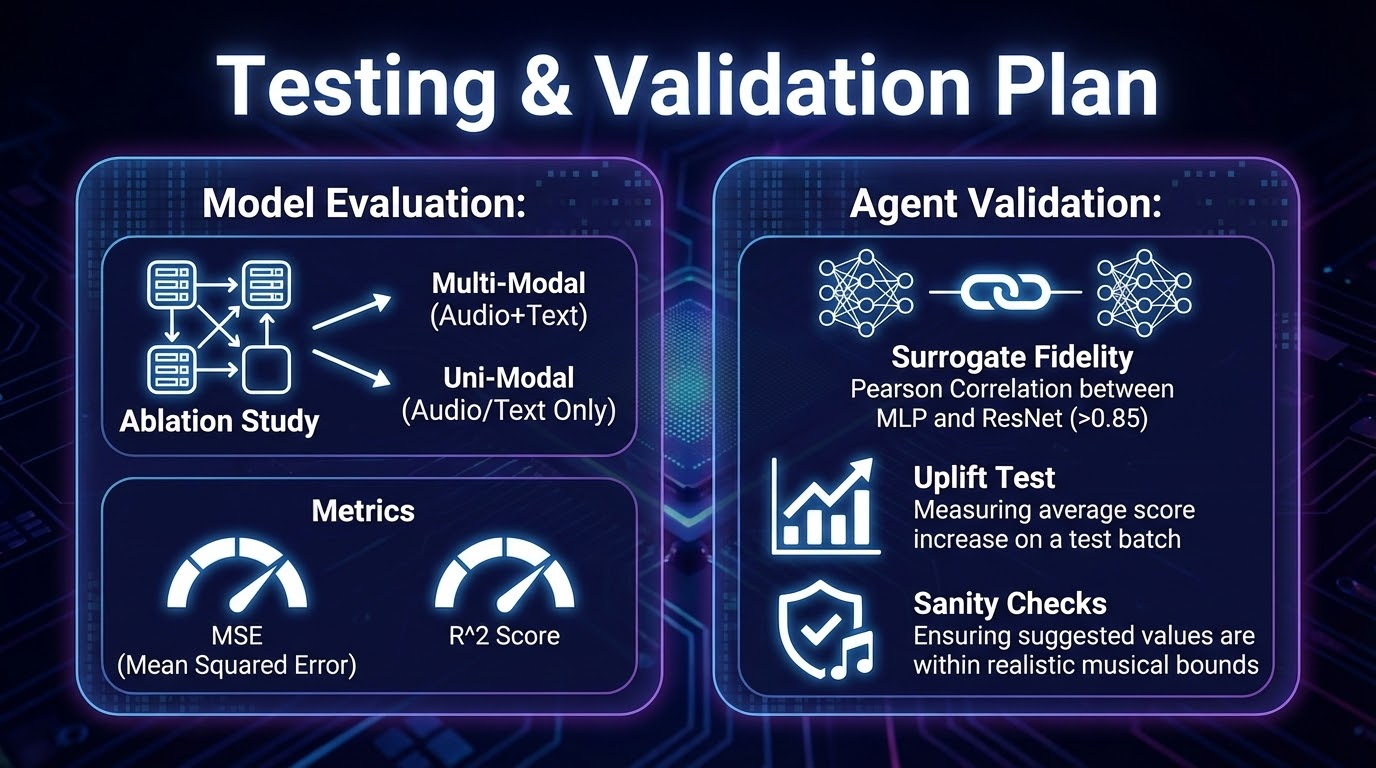 Testing & Validation Plan
Model Evaluation:
Multi-Modal
(Audio+Text)
Uni-Modal
(Audio/Text Only)
Ablation Study
Metrics
MSE
(Mean Squared Error)
R^2 Score
Agent Validation:
Surrogate Fidelity
Pearson Correlation between
MLP and ResNet (>0.85)
Uplift Test
Measuring average score
increase on a test batch
Sanity Checks
Ensuring suggested values are
within realistic musical bounds